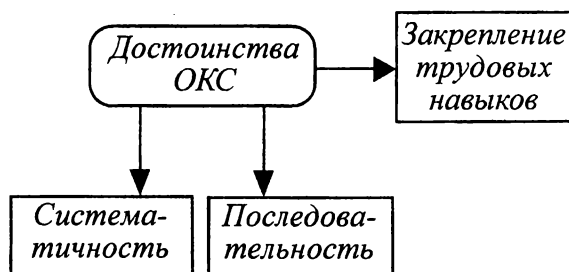 Достоинства
ОКС
Закрепление
трудовых
навыков
Система-
тичность
Последова-
тельность